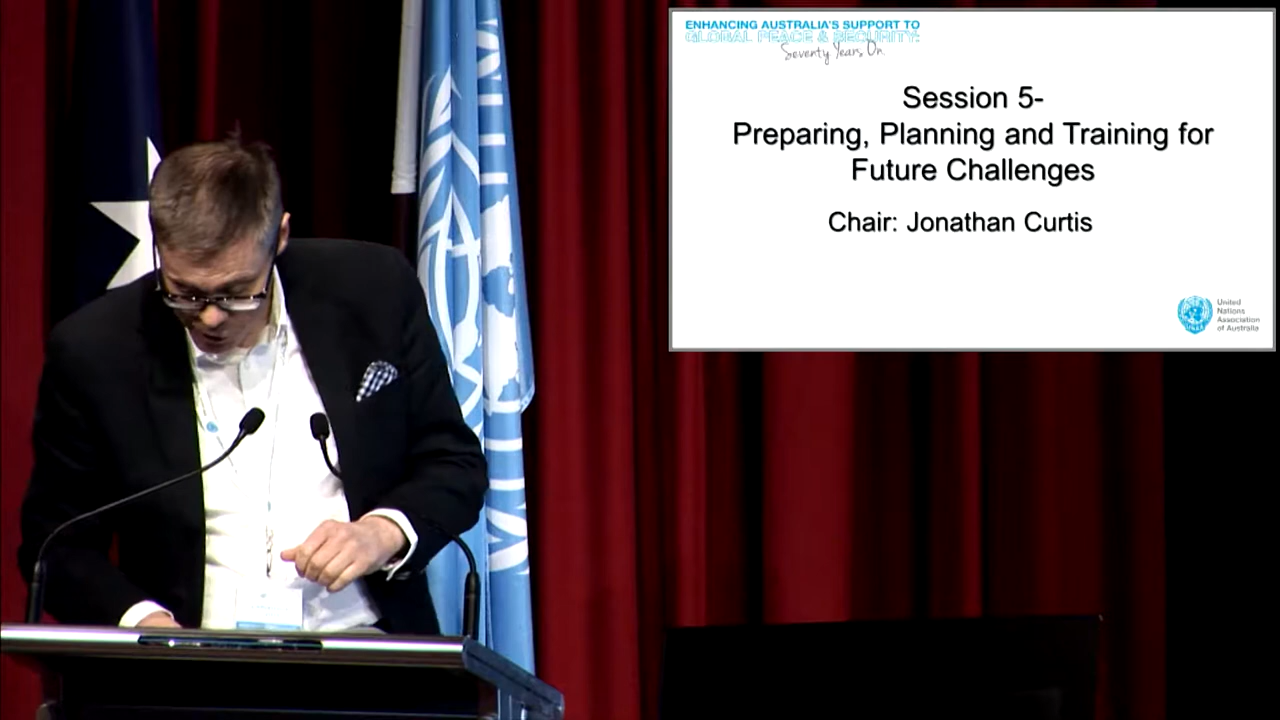 ENHANCING AUSTRALIA'S SUPPORT TO
GLOBAL PEACE & SECURITY:
Seventy Years On.
Session 5-
Preparing, Planning and Training for
Future Challenges
Chair: Jonathan Curtis
United
Nations
Association
of Australia